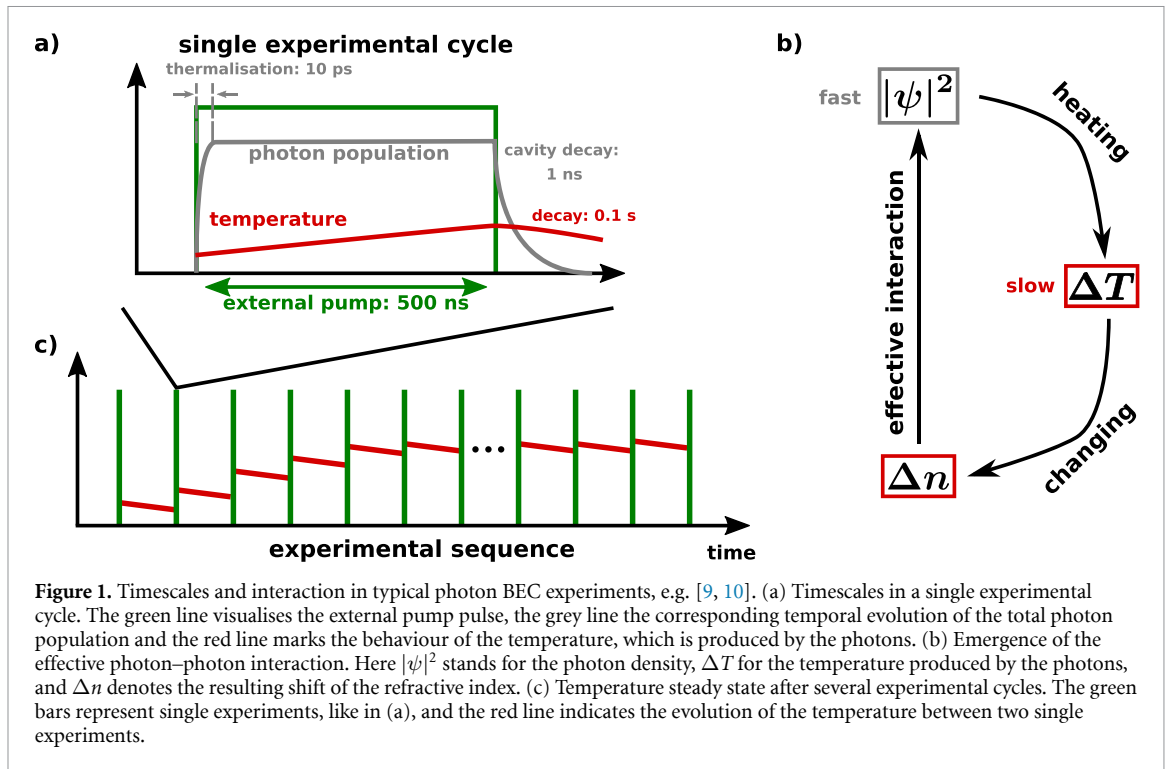 a)
single experimental cycle
thermalisation: 10 ps
photon population
cavity decay:
1 ns
temperature
decay: 0.1 s
external pump: 500 ns
b)
fast
|ψ|²
heating
slow
ΔT
effective interaction
changing
Δn
c)
...
experimental sequence
time
Figure 1. Timescales and interaction in typical photon BEC experiments, e.g. [9, 10]. (a) Timescales in a single experimental
cycle. The green line visualises the external pump pulse, the grey line the corresponding temporal evolution of the total photon
population and the red line marks the behaviour of the temperature, which is produced by the photons. (b) Emergence of the
effective photon–photon interaction. Here |ψ|² stands for the photon density, ΔT for the temperature produced by the photons,
and Δn denotes the resulting shift of the refractive index. (c) Temperature steady state after several experimental cycles. The green
bars represent single experiments, like in (a), and the red line indicates the evolution of the temperature between two single
experiments.